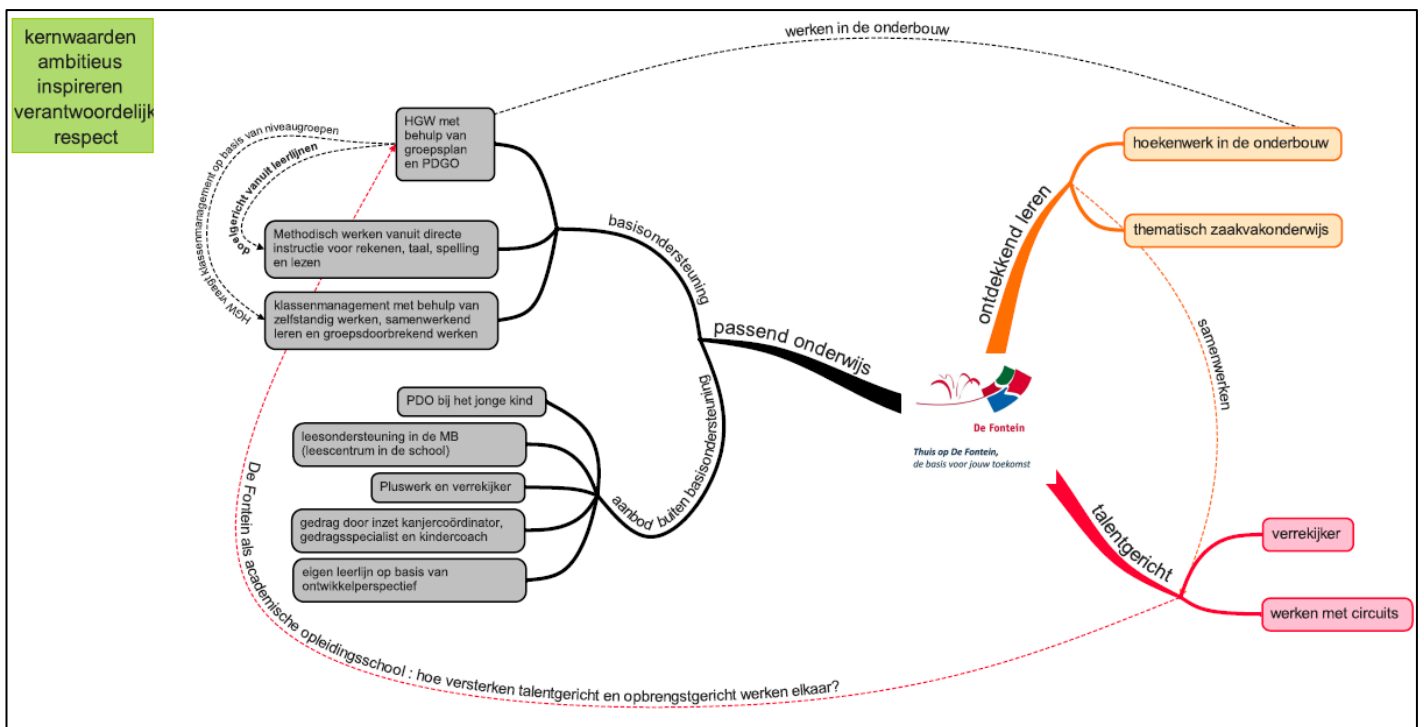 kernwaarden
ambitieus
inspireren
verantwoordelijk
respect
werken in de onderbouw
HGW met
behulp van
groepsplan
en PDGO
HGW vraagt klassenmanagement op basis van niveaugroepen
doelgericht vanuit leerlijnen
Methodisch werken vanuit directe
instructie voor rekenen, taal, spelling
en lezen
klassenmanagement met behulp van
zelfstandig werken, samenwerkend
leren en groepsdoorbrekend werken
basisondersteuning
passend onderwijs
aanbod buiten basisondersteuning
PDO bij het jonge kind
leesondersteuning in de MB
(leescentrum in de school)
Pluswerk en verrekijker
gedrag door inzet kanjercoördinator,
gedragsspecialist en kindercoach
eigen leerlijn op basis van
ontwikkelperspectief
ontdekkend leren
hoekenwerk in de onderbouw
thematisch zaakvakonderwijs
samenwerken
De Fontein
Thuis op De Fontein,
de basis voor jouw toekomst
talentgericht
verrekijker
werken met circuits
De Fontein als academische opleidingsschool : hoe versterken talentgericht en opbrengstgericht werken elkaar?